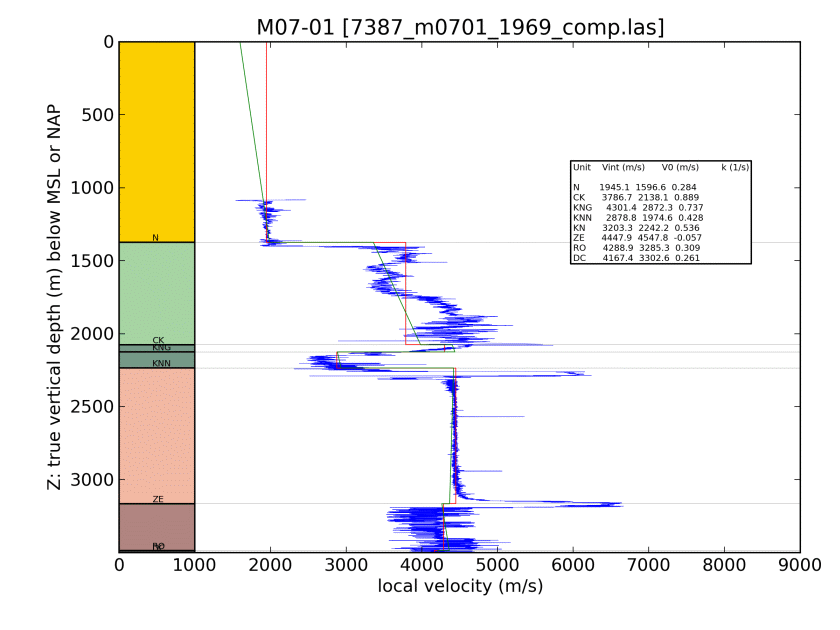 M07-01 [7387_m0701_1969_comp.las]
Z: true vertical depth (m) below MSL or NAP
0
500
1000
1500
2000
2500
3000
N
CK
KNG
KNN
ZE
RO
Unit Vint (m/s) V0 (m/s) k (1/s)
N 1945.1 1596.6 0.284
CK 3786.7 2138.1 0.889
KNG 4301.4 2872.3 0.737
KNN 2878.8 1974.6 0.428
KN 3203.3 2242.2 0.536
ZE 4447.9 4547.8 -0.057
RO 4288.9 3285.3 0.309
DC 4167.4 3302.6 0.261
0 1000 2000 3000 4000 5000 6000 7000 8000 9000
local velocity (m/s)